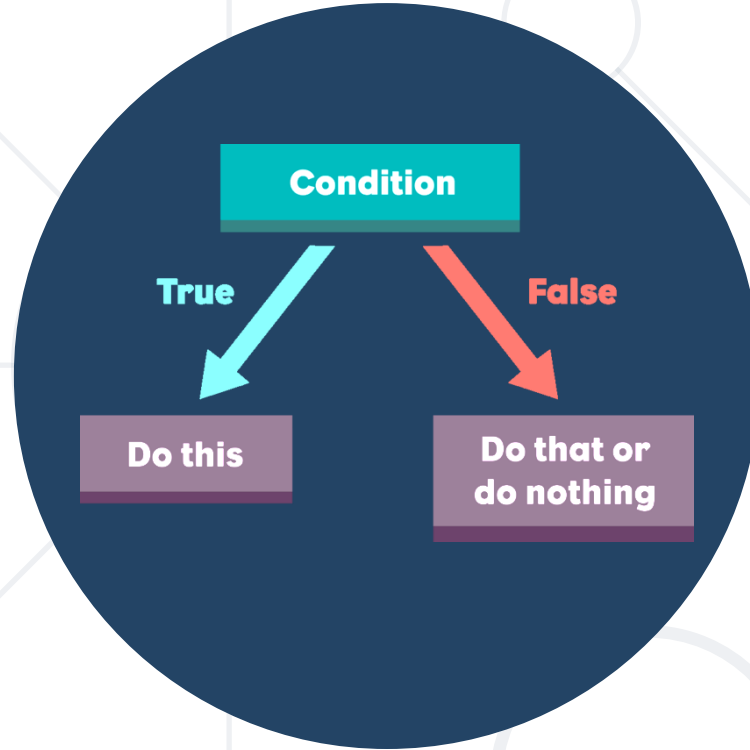 Condition
True
False
Do this
Do that or
do nothing